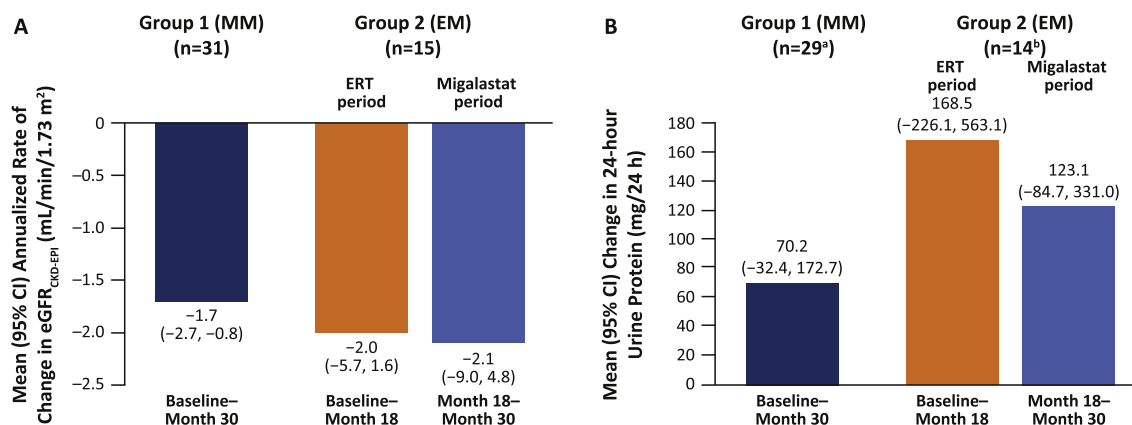 A
Group 1 (MM)
(n=31)
Group 2 (EM)
(n=15)
ERT
period
Migalastat
period
Mean (95% CI) Annualized Rate of
Change in eGFRCKD-EPI (mL/min/1.73 m²)
0
−0.5
−1.0
−1.5
−2.0
−2.5
−1.7
(−2.7, −0.8)
−2.0
(−5.7, 1.6)
−2.1
(−9.0, 4.8)
Baseline–
Month 30
Baseline–
Month 18
Month 18–
Month 30
B
Group 1 (MM)
(n=29ᵃ)
Group 2 (EM)
(n=14ᵇ)
ERT
period
Migalastat
period
Mean (95% CI) Change in 24-hour
Urine Protein (mg/24 h)
180
160
140
120
100
80
60
40
20
0
70.2
(−32.4, 172.7)
168.5
(−226.1, 563.1)
123.1
(−84.7, 331.0)
Baseline–
Month 30
Baseline–
Month 18
Month 18–
Month 30